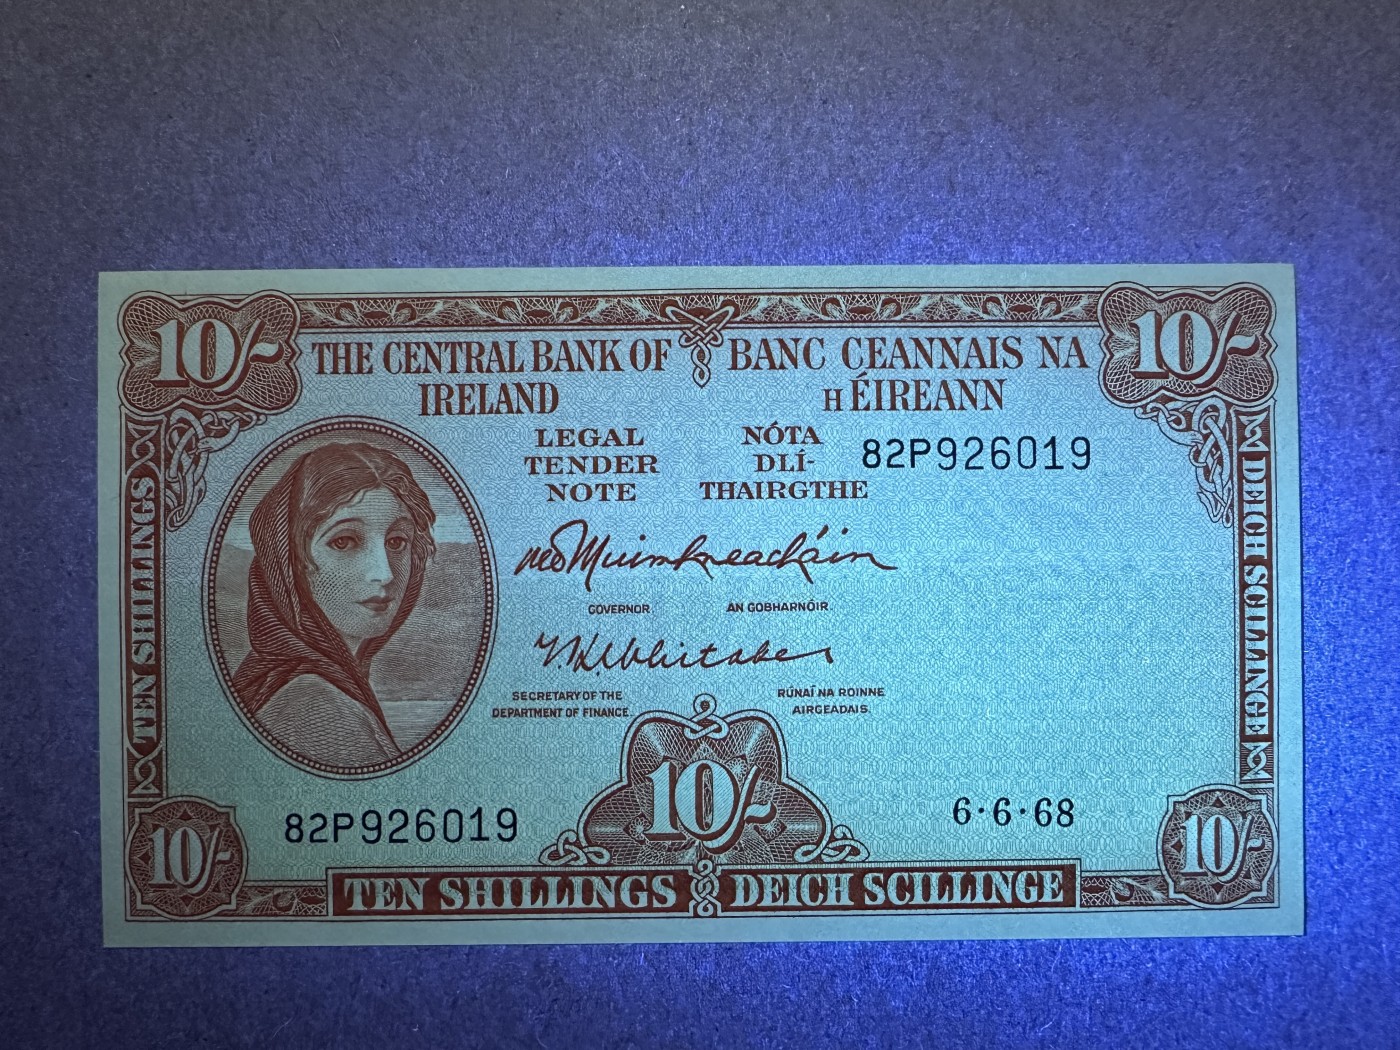 10/-
10/-
THE CENTRAL BANK OF
IRELAND
BANC CEANNAIS NA
H ÉIREANN
LEGAL
TENDER
NOTE
NÓTA
DLÍ-
THAIRGTHE
82P926019
TEN SHILLINGS
DEICH SCILLINGE
GOVERNOR
AN GOBHARNÓIR
T K Whitaker
SECRETARY OF THE
DEPARTMENT OF FINANCE
RÚNAÍ NA ROINNE
AIRGEADAIS.
82P926019
10/-
6·6·68
10/-
10/-
TEN SHILLINGS
DEICH SCILLINGE